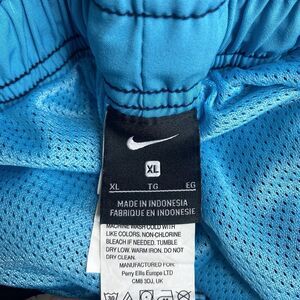 XL
XL TG EG
MADE IN INDONESIA
FABRIQUE EN INDONESIE
MACHINE WASH COLD WITH
LIKE COLORS. NON-CHLORINE
BLEACH IF NEEDED. TUMBLE
DRY LOW. WARM IRON. DO NOT
DRY CLEAN.
MANUFACTURED FOR
Perry Ellis Europe LTD
CM8 3DJ, UK